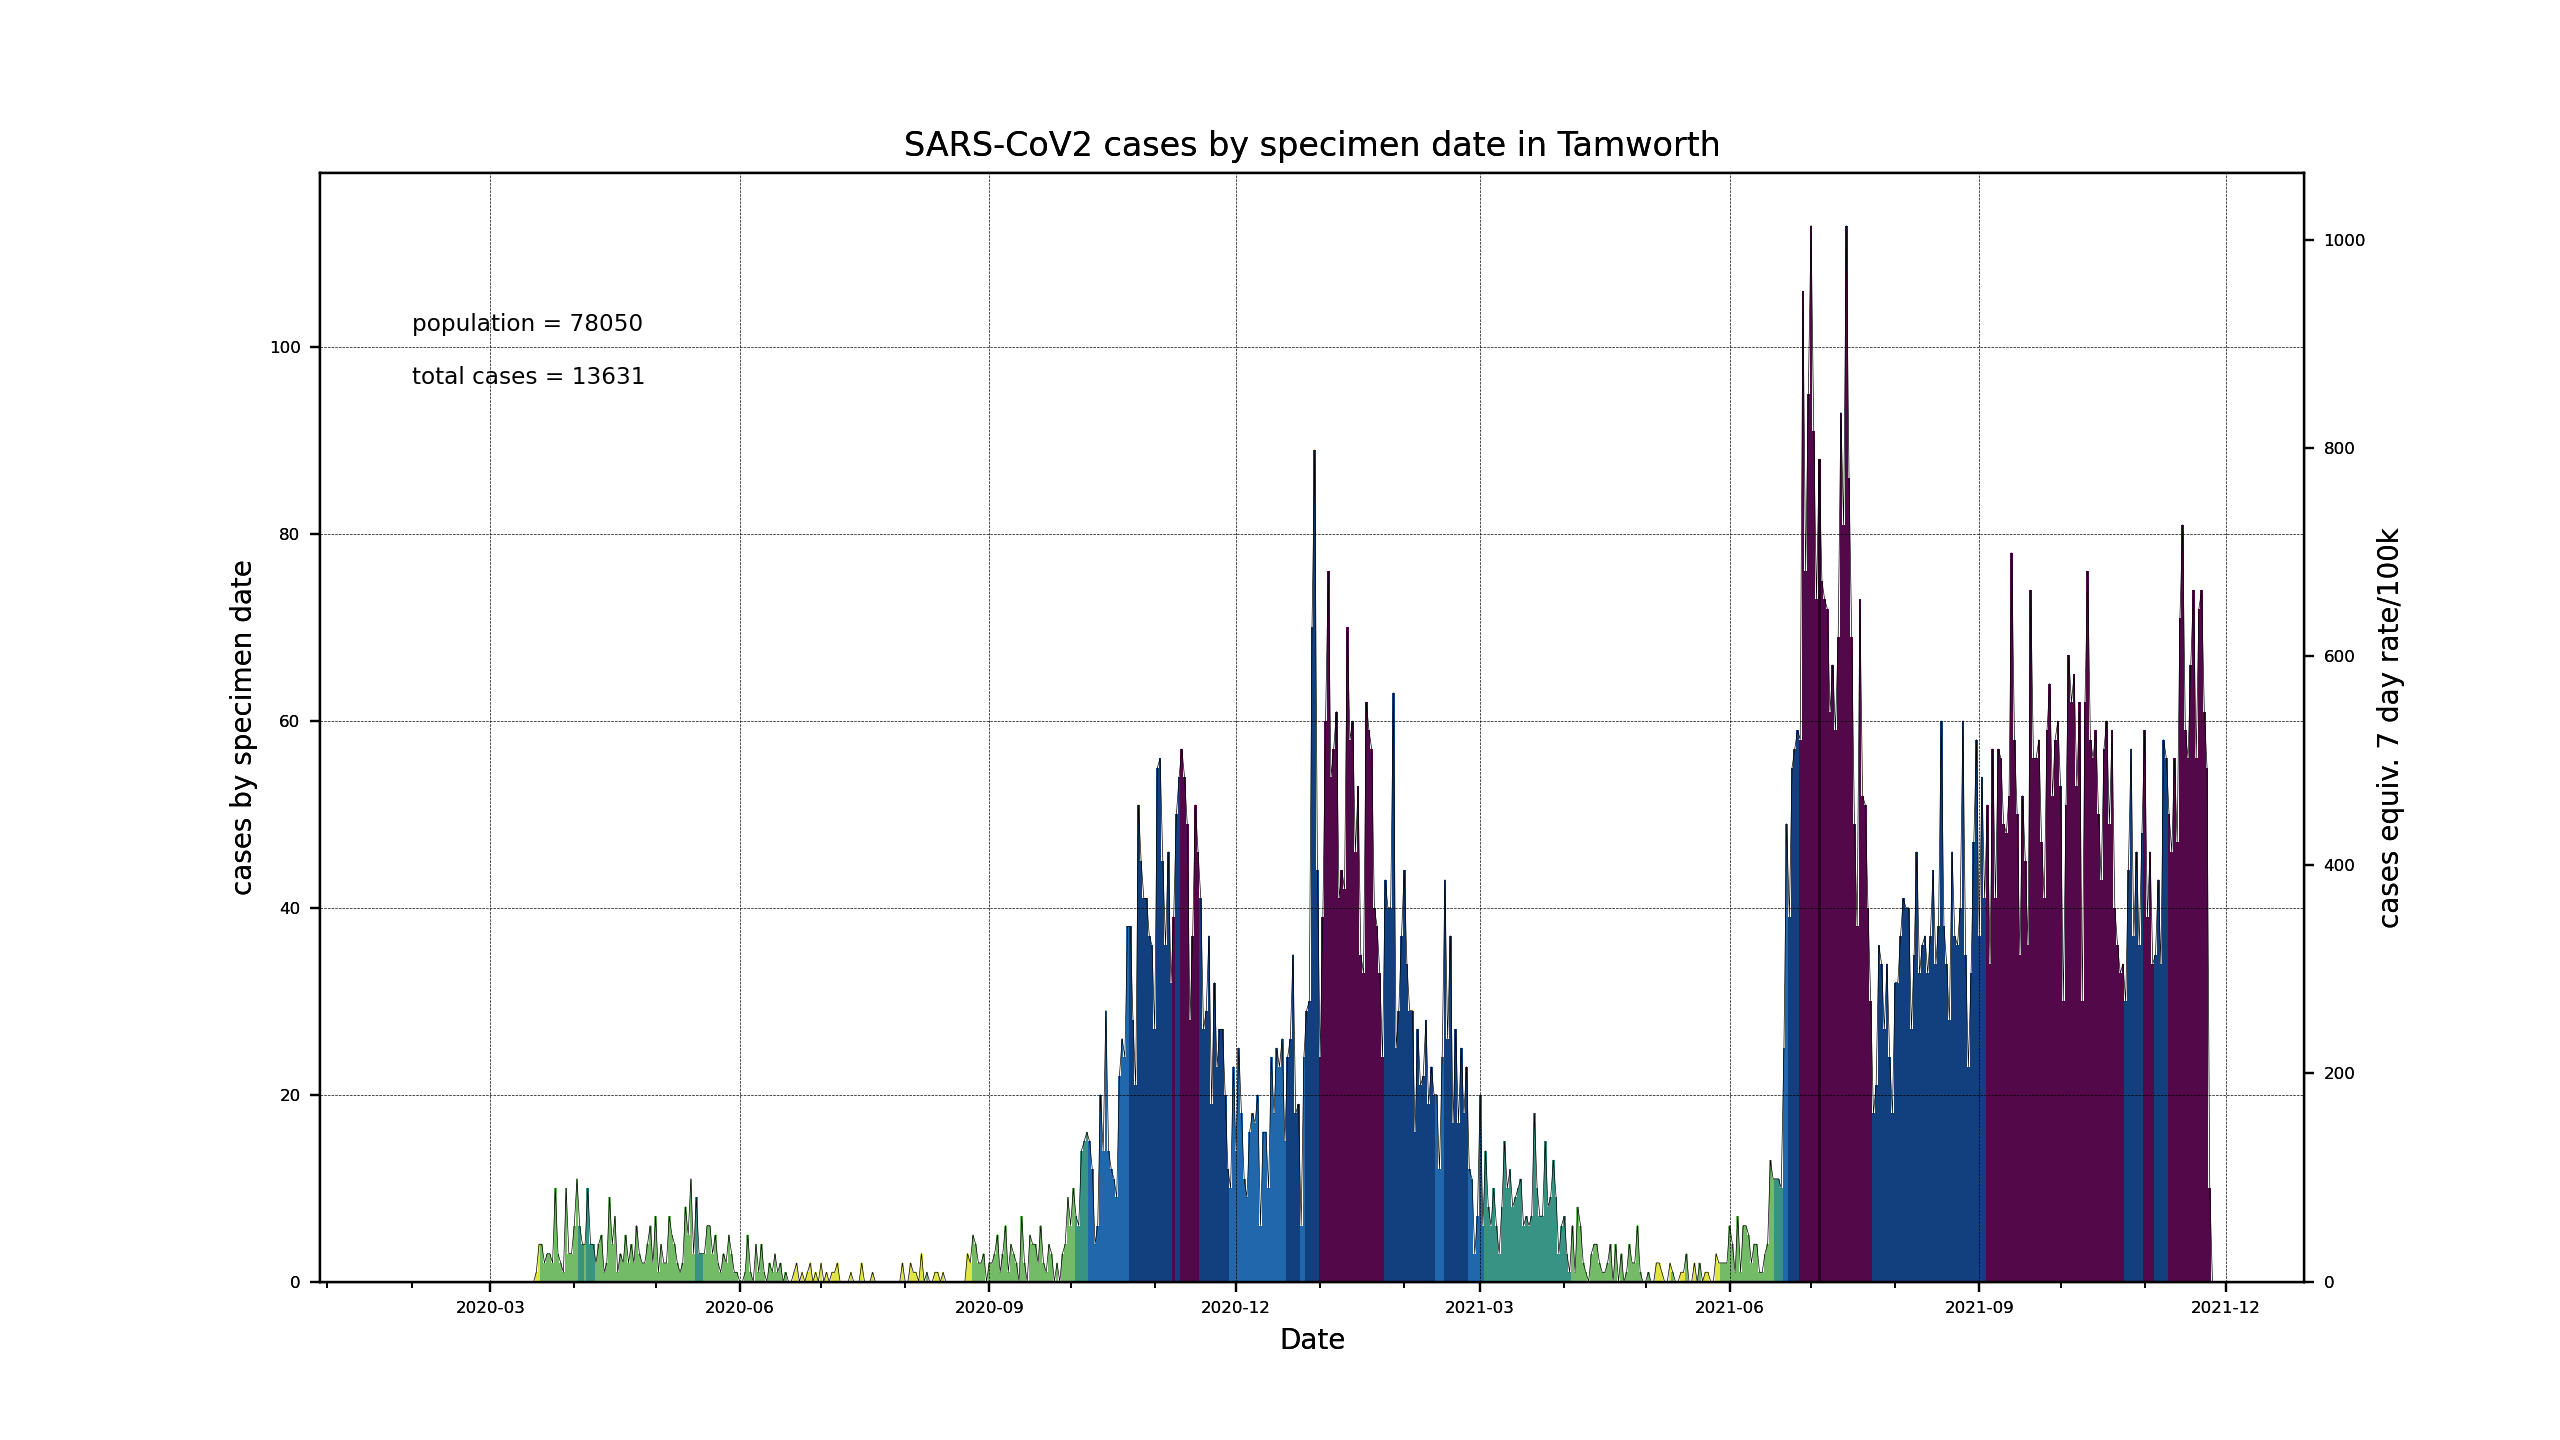 SARS-CoV2 cases by specimen date in Tamworth
population = 78050
total cases = 13631
cases by specimen date
100
80
60
40
20
0
1000
800
600
400
200
0
cases equiv. 7 day rate/100k
2020-03 2020-06 2020-09 2020-12 2021-03 2021-06 2021-09 2021-12
Date